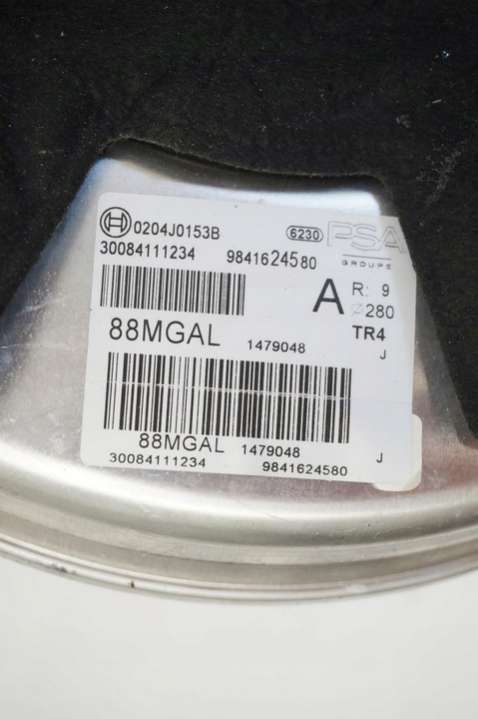 H 0204J0153B 6230 PSA
30084111234 9841624580 GROUPE
A R: 9
⌀280
88MGAL 1479048 TR4
J
88MGAL 1479048 J
30084111234 9841624580